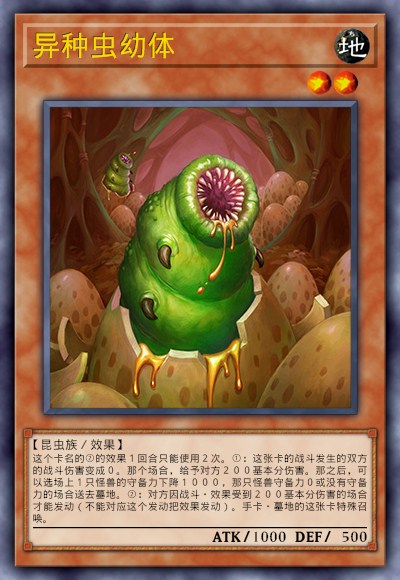 异种虫幼体
地
【昆虫族/效果】
这个卡名的②的效果1回合只能使用2次。①：这张卡的战斗发生的双方
的战斗伤害变成0。那个场合，给予对方200基本分伤害。那之后，可
以选场上1只怪兽的守备力下降1000，那只怪兽守备力0或没有守备
力的场合送去墓地。②：对方因战斗·效果受到200基本分伤害的场合
才能发动（不能对应这个发动把效果发动）。手卡·墓地的这张卡特殊召
唤。
ATK/1000 DEF/ 500